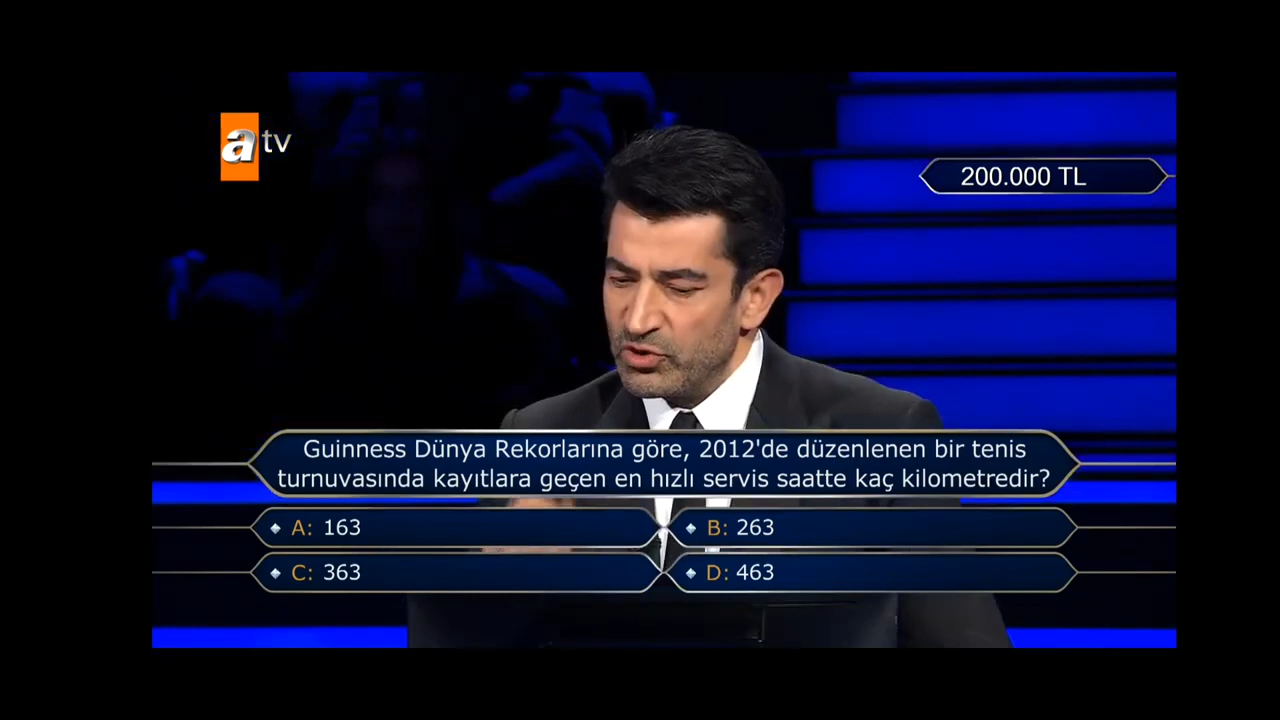 atv
200.000 TL
Guinness Dünya Rekorlarına göre, 2012'de düzenlenen bir tenis
turnuvasında kayıtlara geçen en hızlı servis saatte kaç kilometredir?
A: 163
B: 263
C: 363
D: 463